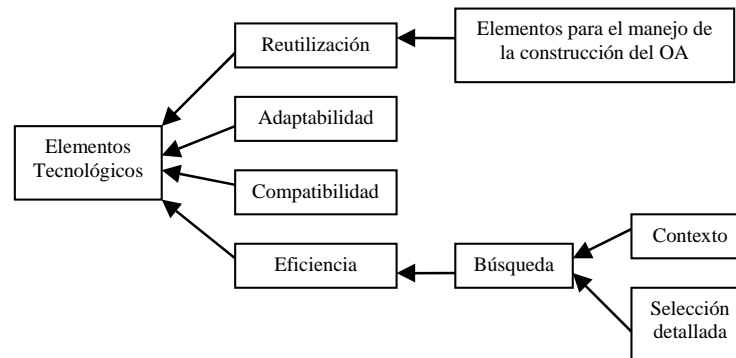 Reutilización
Elementos para el manejo de
la construcción del OA
Adaptabilidad
Elementos
Tecnológicos
Compatibilidad
Contexto
Eficiencia
Búsqueda
Selección
detallada